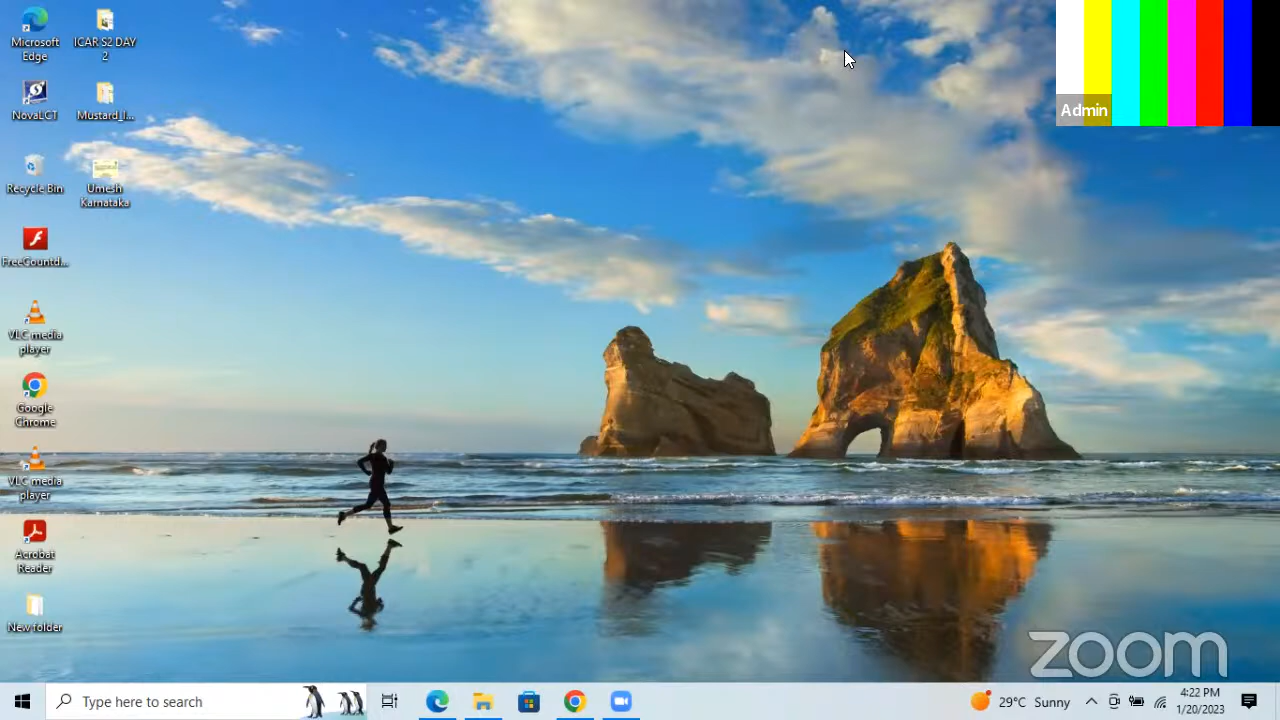 Microsoft
Edge
ICAR S2 DAY
2
NovaLCT
Mustard_I...
Recycle Bin
Umesh
Karnataka
FreeCountd...
VLC media
player
Google
Chrome
VLC media
player
Acrobat
Reader
New folder
Admin
zoom
Type here to search
29°C Sunny
4:22 PM
1/20/2023